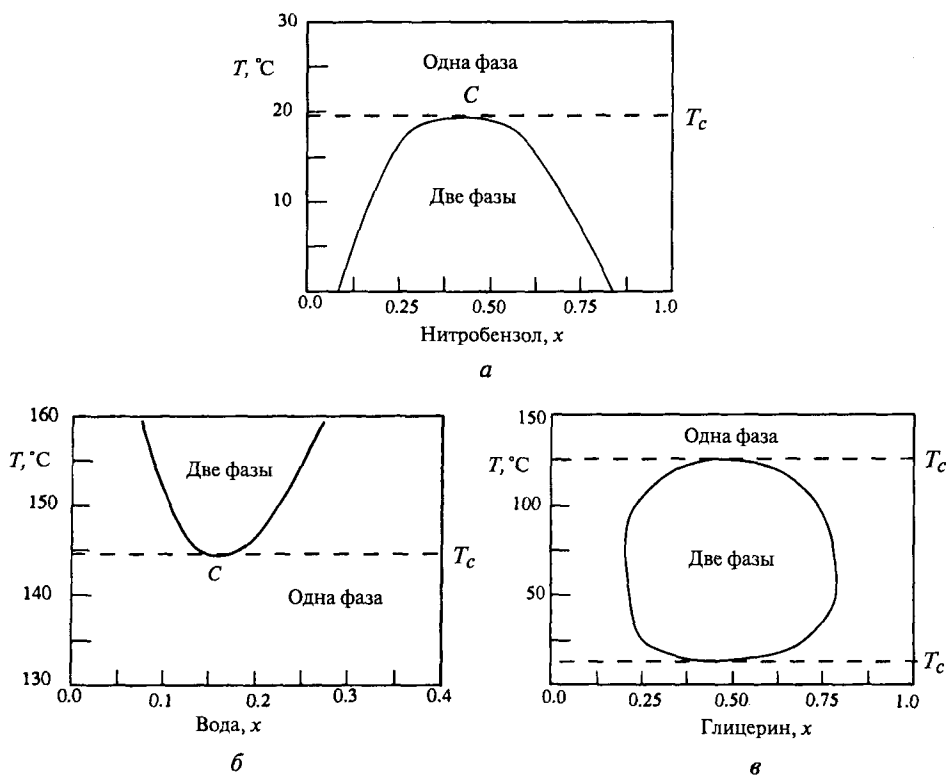 30
T, °C
Одна фаза
C
20
T_c
Две фазы
10
0.0 0.25 0.50 0.75 1.0
Нитробензол, x
а
160
T, °C
Две фазы
150
T_c
C
140
Одна фаза
130
0.0 0.1 0.2 0.3 0.4
Вода, x
б
150
Одна фаза
T, °C
T_c
100
Две фазы
50
T_c
0.0 0.25 0.50 0.75 1.0
Глицерин, x
в